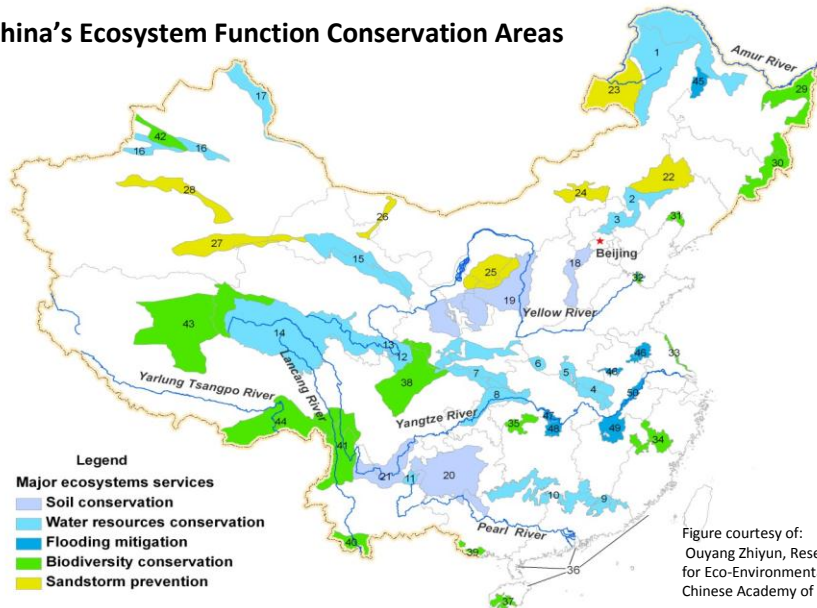 hina's Ecosystem Function Conservation Areas
Amur River
1
45
29
23
17
42
16
16
30
22
28
24
2
26
3
31
27
Beijing
15
25
18
32
19
Yellow River
43
14
13
12
46
33
Lancang River
6
7
5
46
38
4
50
Yarlung Tsangpo River
8
Yangtze River
47
35
48
49
44
41
34
Legend
20
21
11
Major ecosystems services
10
9
Soil conservation
Water resources conservation
Pearl River
Flooding mitigation
Figure courtesy of:
40
39
Ouyang Zhiyun, Rese
Biodiversity conservation
36
for Eco-Environment
Sandstorm prevention
Chinese Academy of
37